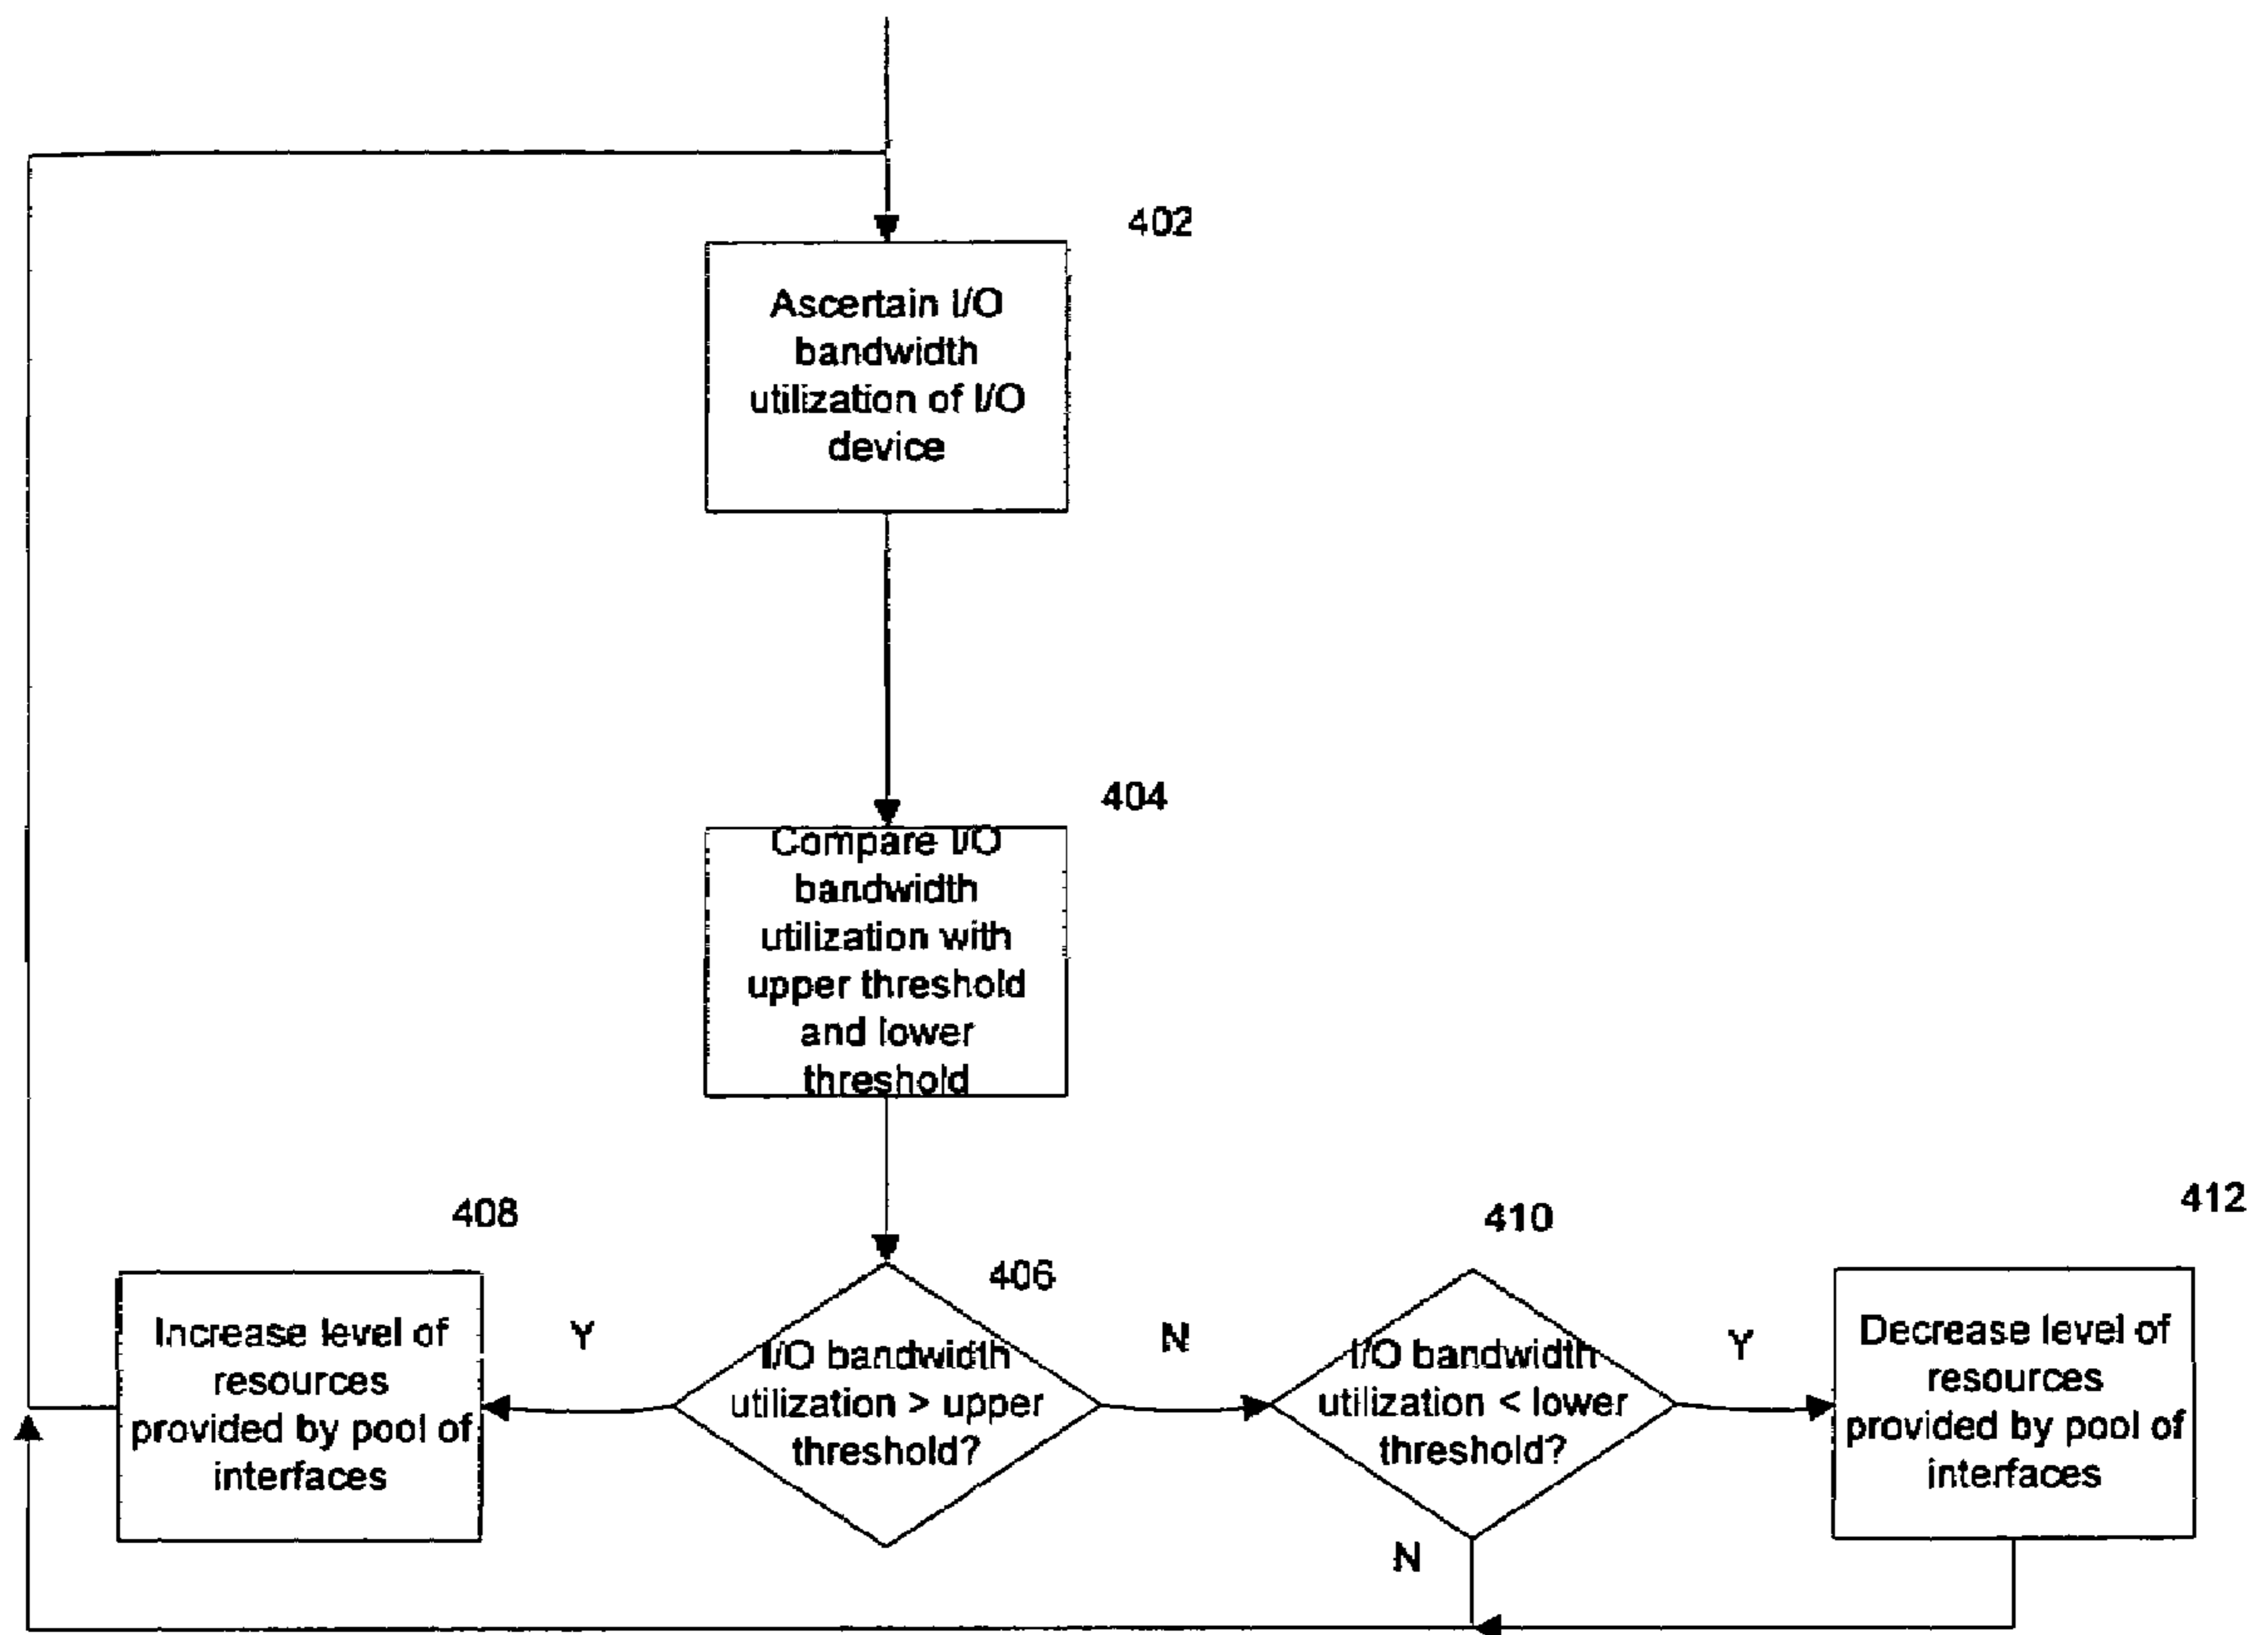 402
Ascertain I/O
bandwidth
utilization of I/O
device
404
Compare I/O
bandwidth
utilization with
upper threshold
and lower
threshold
408
Increase level of
resources
provided by pool of
interfaces
Y
406
I/O bandwidth
utilization > upper
threshold?
N
410
I/O bandwidth
utilization < lower
threshold?
N
Y
412
Decrease level of
resources
provided by pool of
interfaces